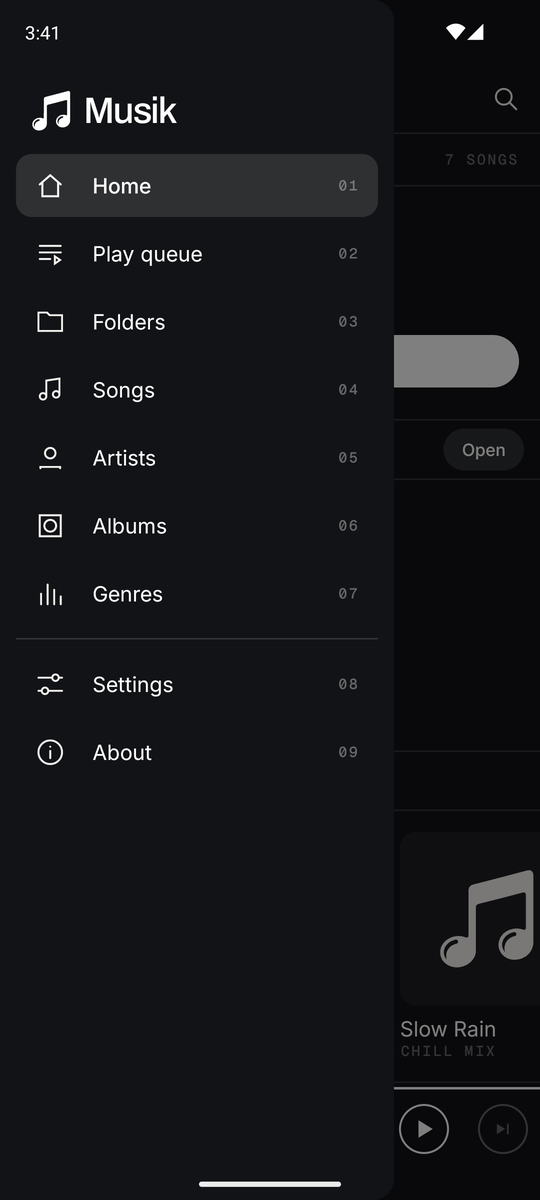 3:41
Musik
Home 01
Play queue 02
Folders 03
Songs 04
Artists 05
Albums 06
Genres 07
Settings 08
About 09
7 SONGS
Open
Slow Rain
CHILL MIX